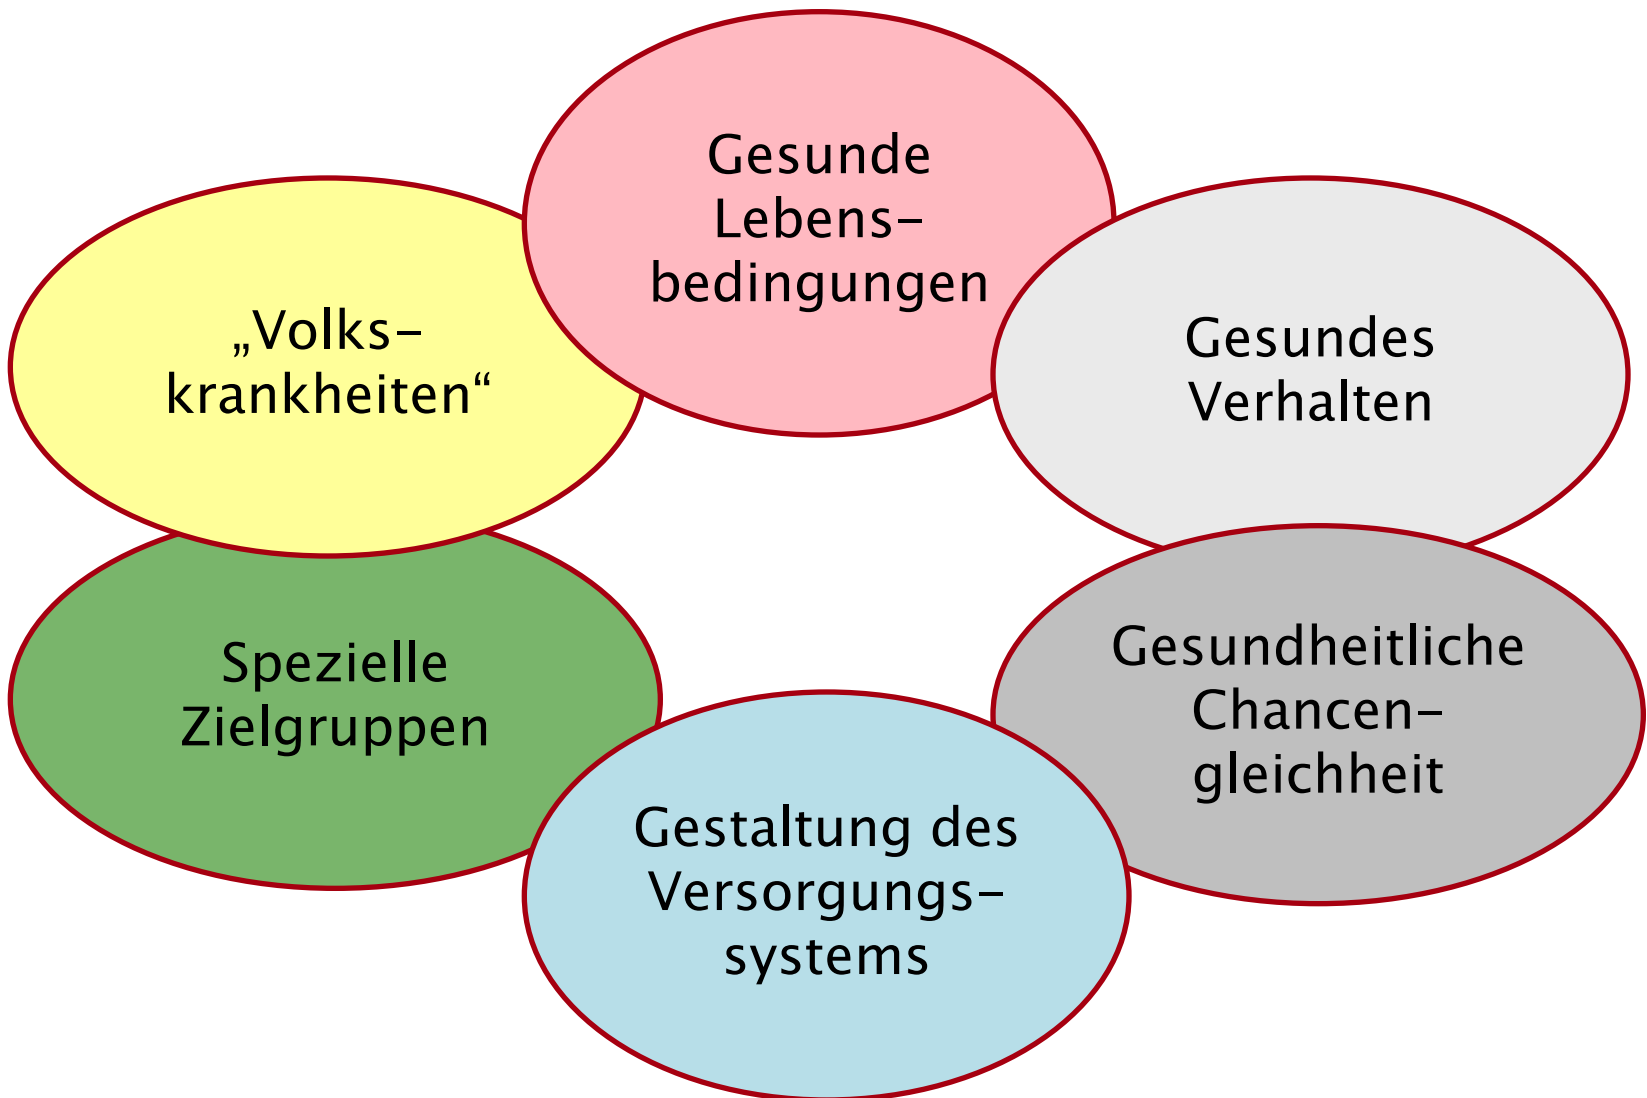 Gesunde
Lebens-
bedingungen
„Volks-
krankheiten“
Gesundes
Verhalten
Spezielle
Zielgruppen
Gesundheitliche
Chancen-
gleichheit
Gestaltung des
Versorgungs-
systems